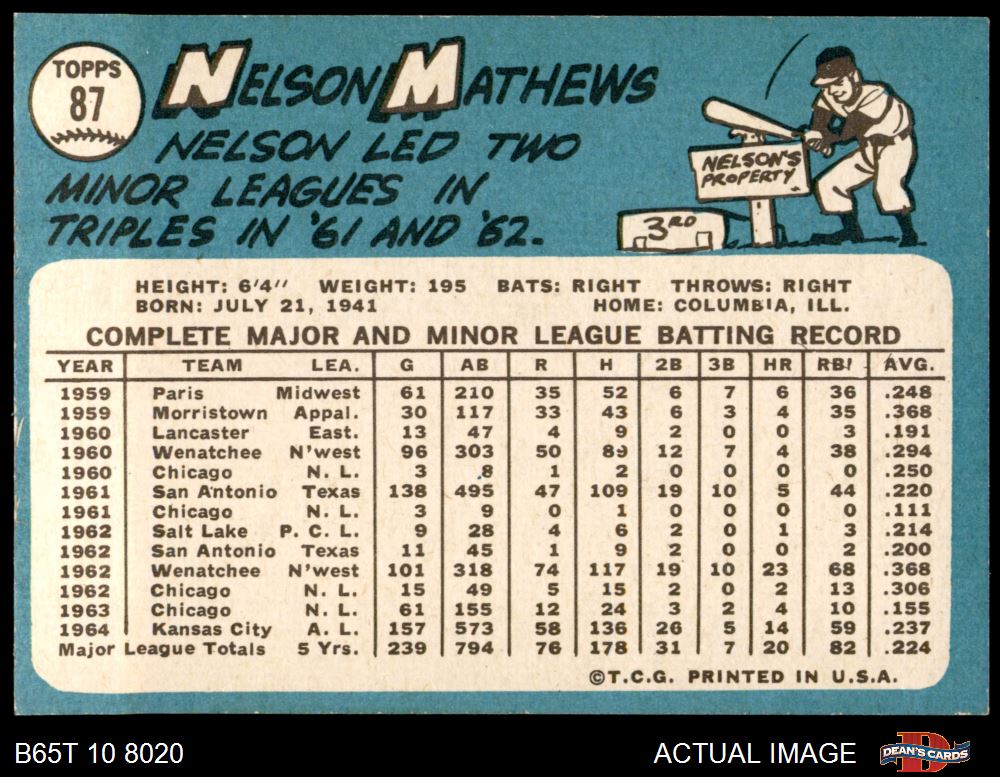 TOPPS
87
NELSON MATHEWS
NELSON LED TWO
MINOR LEAGUES IN
TRIPLES IN '61 AND '62.
NELSON'S
PROPERTY
3RD
HEIGHT: 6'4" WEIGHT: 195 BATS: RIGHT THROWS: RIGHT
BORN: JULY 21, 1941 HOME: COLUMBIA, ILL.
COMPLETE MAJOR AND MINOR LEAGUE BATTING RECORD
YEAR TEAM LEA. G AB R H 2B 3B HR RBI AVG.
1959 Paris Midwest 61 210 35 52 6 7 6 36 .248
1959 Morristown Appal. 30 117 33 43 6 3 4 35 .368
1960 Lancaster East. 13 47 4 9 2 0 0 3 .191
1960 Wenatchee N'west 96 303 50 89 12 7 4 38 .294
1960 Chicago N. L. 3 8 1 2 0 0 0 0 .250
1961 San Antonio Texas 138 495 47 109 19 10 5 44 .220
1961 Chicago N. L. 3 9 0 1 0 0 0 0 .111
1962 Salt Lake P. C. L. 9 28 4 6 2 0 1 3 .214
1962 San Antonio Texas 11 45 1 9 2 0 0 2 .200
1962 Wenatchee N'west 101 318 74 117 19 10 23 68 .368
1962 Chicago N. L. 15 49 5 15 2 0 2 13 .306
1963 Chicago N. L. 61 155 12 24 3 2 4 10 .155
1964 Kansas City A. L. 157 573 58 136 26 5 14 59 .237
Major League Totals 5 Yrs. 239 794 76 178 31 7 20 82 .224
©T.C.G. PRINTED IN U.S.A.
B65T 10 8020 ACTUAL IMAGE DEAN'S CARDS